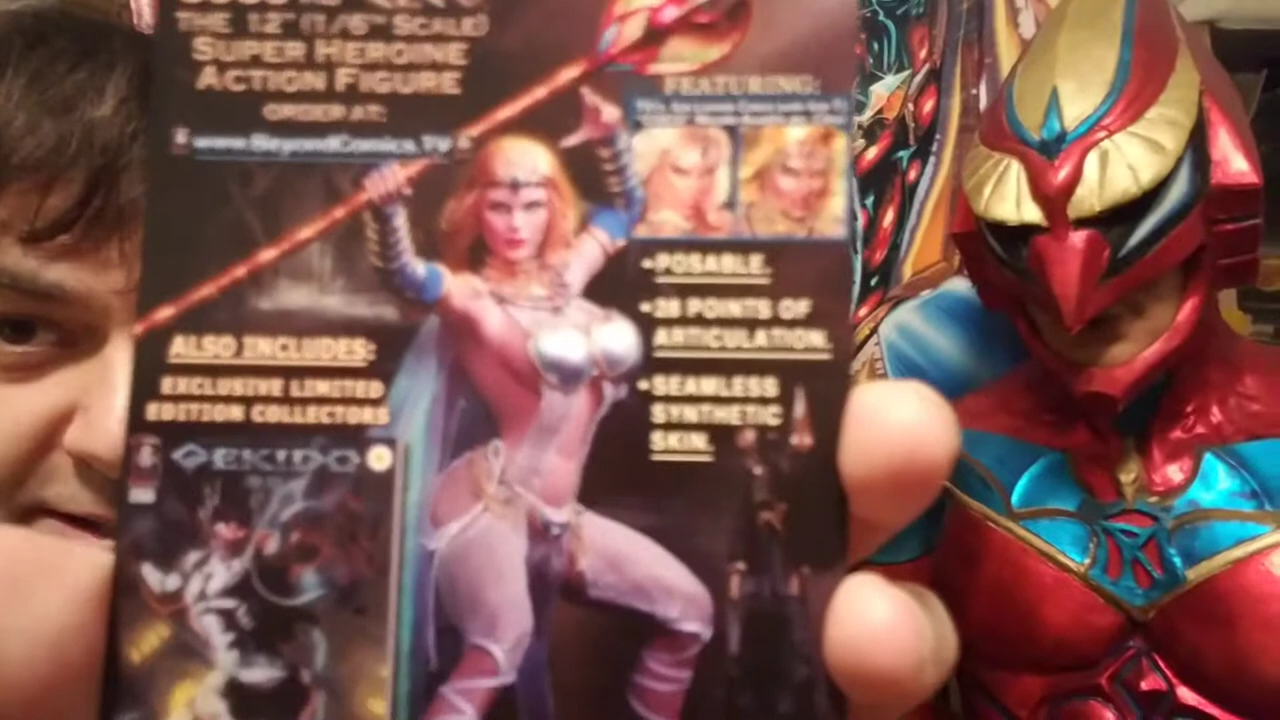 THE 12" (1/6TH SCALE)
SUPER HEROINE
ACTION FIGURE
ORDER AT:
www.BeyondComics.TV
FEATURING:
ALSO INCLUDES:
EXCLUSIVE LIMITED
EDITION COLLECTORS
GEKIDO
•POSABLE.
•28 POINTS OF
ARTICULATION.
•SEAMLESS
SYNTHETIC
SKIN.